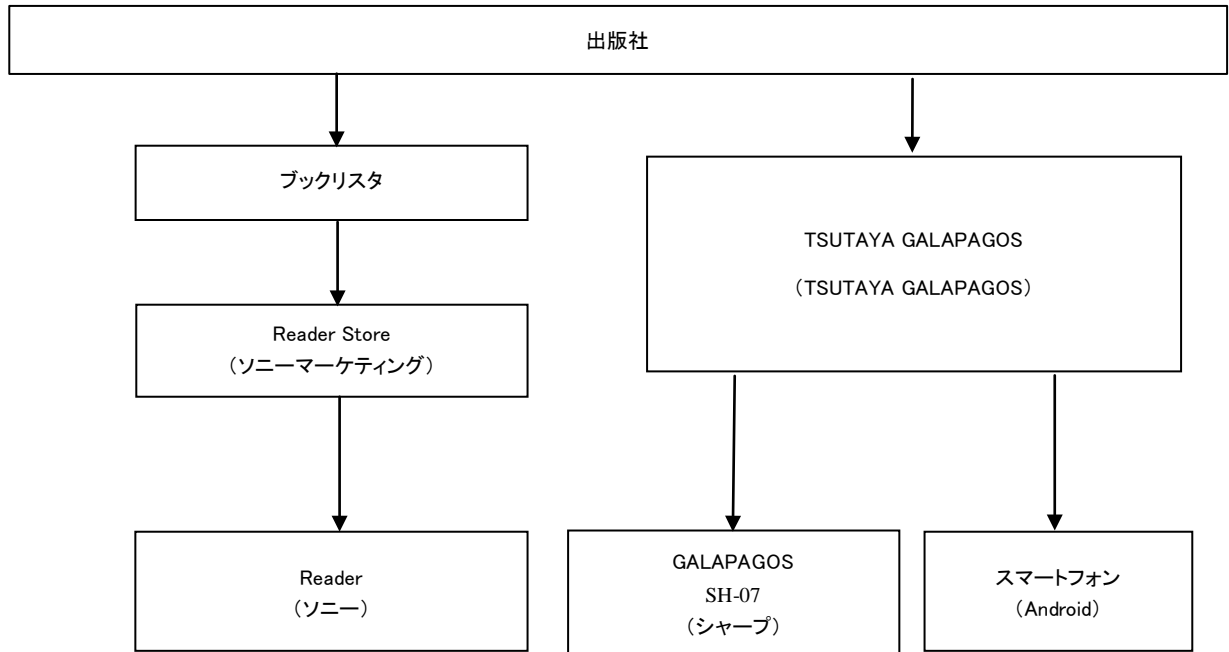 出版社
ブックリスタ
TSUTAYA GALAPAGOS
（TSUTAYA GALAPAGOS）
Reader Store
（ソニーマーケティング）
Reader
（ソニー）
GALAPAGOS
SH-07
（シャープ）
スマートフォン
（Android）